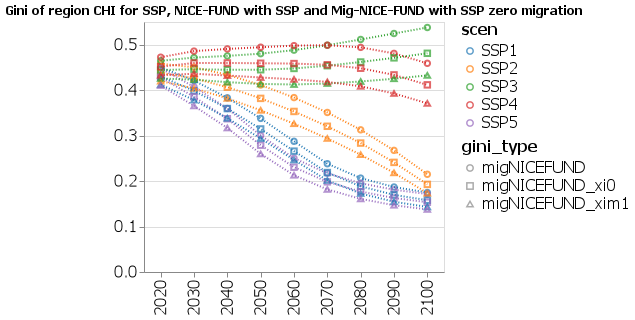 Gini of region CHI for SSP, NICE-FUND with SSP and Mig-NICE-FUND with SSP zero migration
scen
SSP1
SSP2
SSP3
SSP4
SSP5
gini_type
migNICEFUND
migNICEFUND_xi0
migNICEFUND_xim1
0.5
0.4
0.3
0.2
0.1
0.0
2020
2030
2040
2050
2060
2070
2080
2090
2100